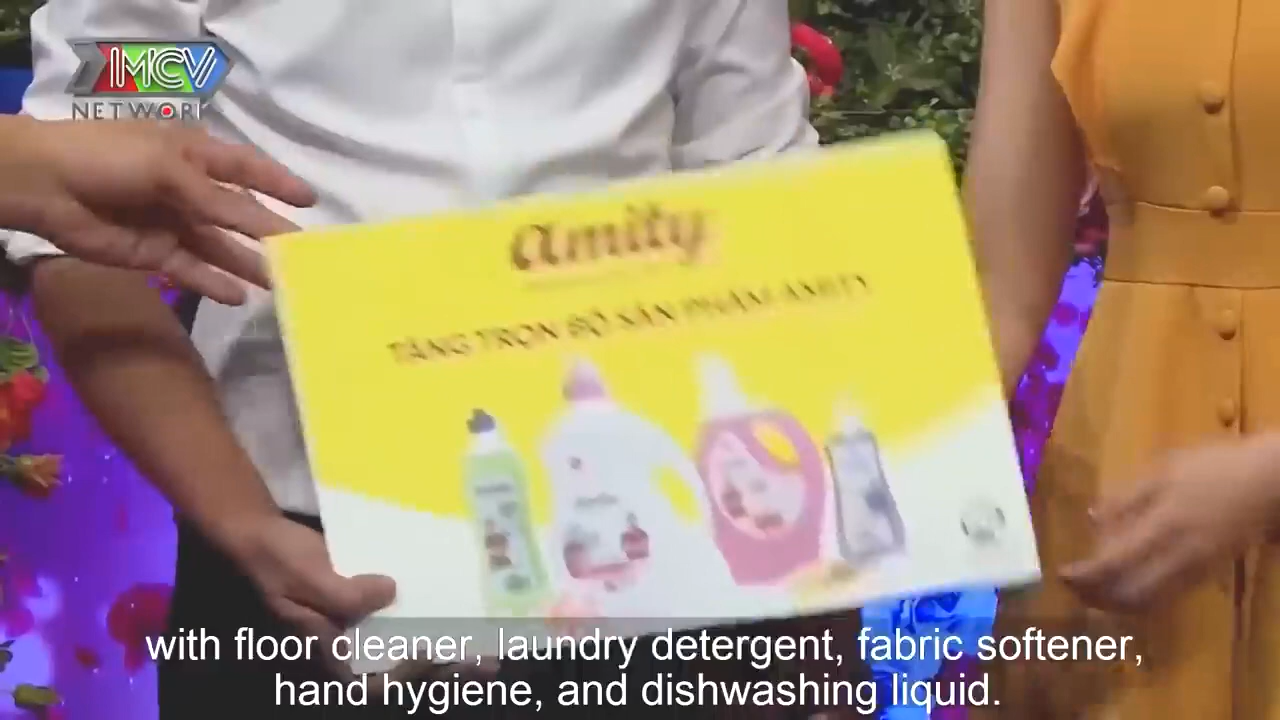 MCV
NETWORK
amity
TẶNG TRỌN BỘ SẢN PHẨM AMITY
with floor cleaner, laundry detergent, fabric softener,
hand hygiene, and dishwashing liquid.